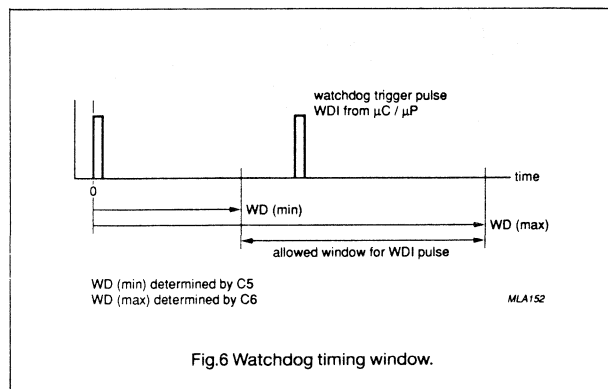 watchdog trigger pulse
WDI from µC / µP
time
0
WD (min)
WD (max)
allowed window for WDI pulse
WD (min) determined by C5
WD (max) determined by C6
MLA152
Fig.6 Watchdog timing window.